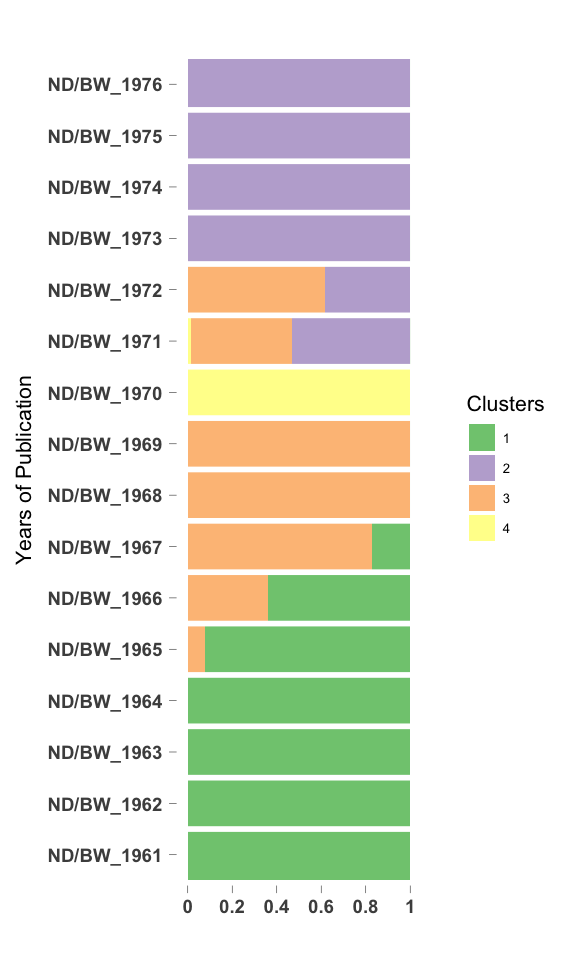 ND/BW_1976
ND/BW_1975
ND/BW_1974
ND/BW_1973
ND/BW_1972
ND/BW_1971
ND/BW_1970
ND/BW_1969
ND/BW_1968
ND/BW_1967
ND/BW_1966
ND/BW_1965
ND/BW_1964
ND/BW_1963
ND/BW_1962
ND/BW_1961
Years of Publication
0 0.2 0.4 0.6 0.8 1
Clusters
1
2
3
4